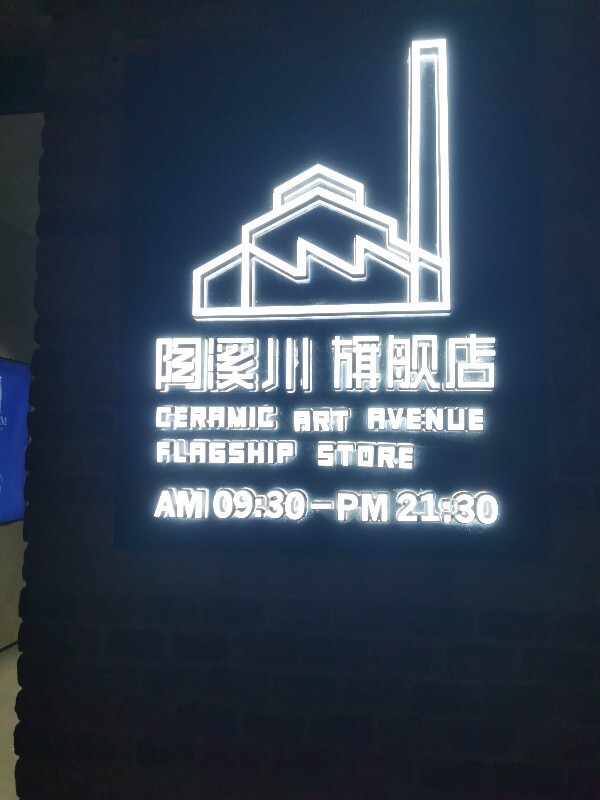 陶溪川 旗舰店
CERAMIC ART AVENUE
FLAGSHIP STORE
AM 09:30-PM 21:30